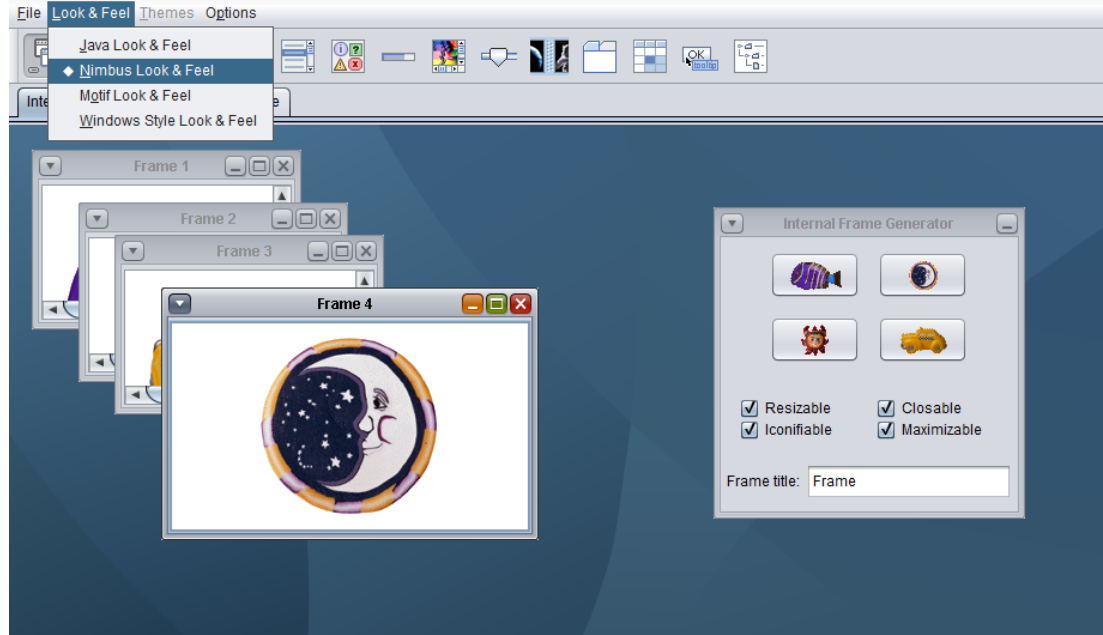 File Look & Feel Themes Options
Java Look & Feel
Nimbus Look & Feel
Motif Look & Feel
Windows Style Look & Feel
OK
tooltip
Frame 1
Frame 2
Frame 3
Frame 4
Internal Frame Generator
Resizable
Closable
Iconifiable
Maximizable
Frame title: Frame